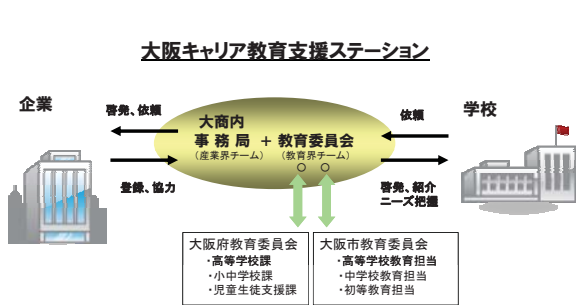 大阪キャリア教育支援ステーション
企業
啓発、依頼
大商内
事務局 + 教育委員会
(産業界チーム) (教育界チーム)
○ ○
依頼
学校
登録、協力
啓発、紹介
ニーズ把握
大阪府教育委員会
・高等学校課
・小中学校課
・児童生徒支援課
大阪市教育委員会
・高等学校教育担当
・中学校教育担当
・初等教育担当